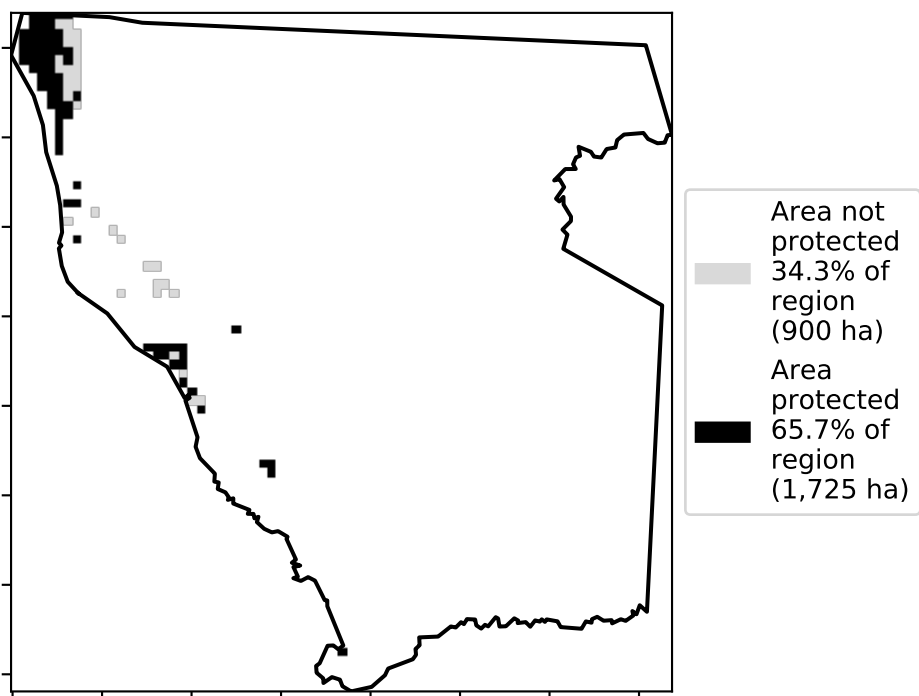 Area not
protected
34.3% of
region
(900 ha)
Area
protected
65.7% of
region
(1,725 ha)